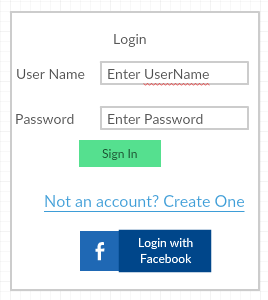 Login
User Name Enter UserName
Password Enter Password
Sign In
Not an account? Create One
f Login with
Facebook